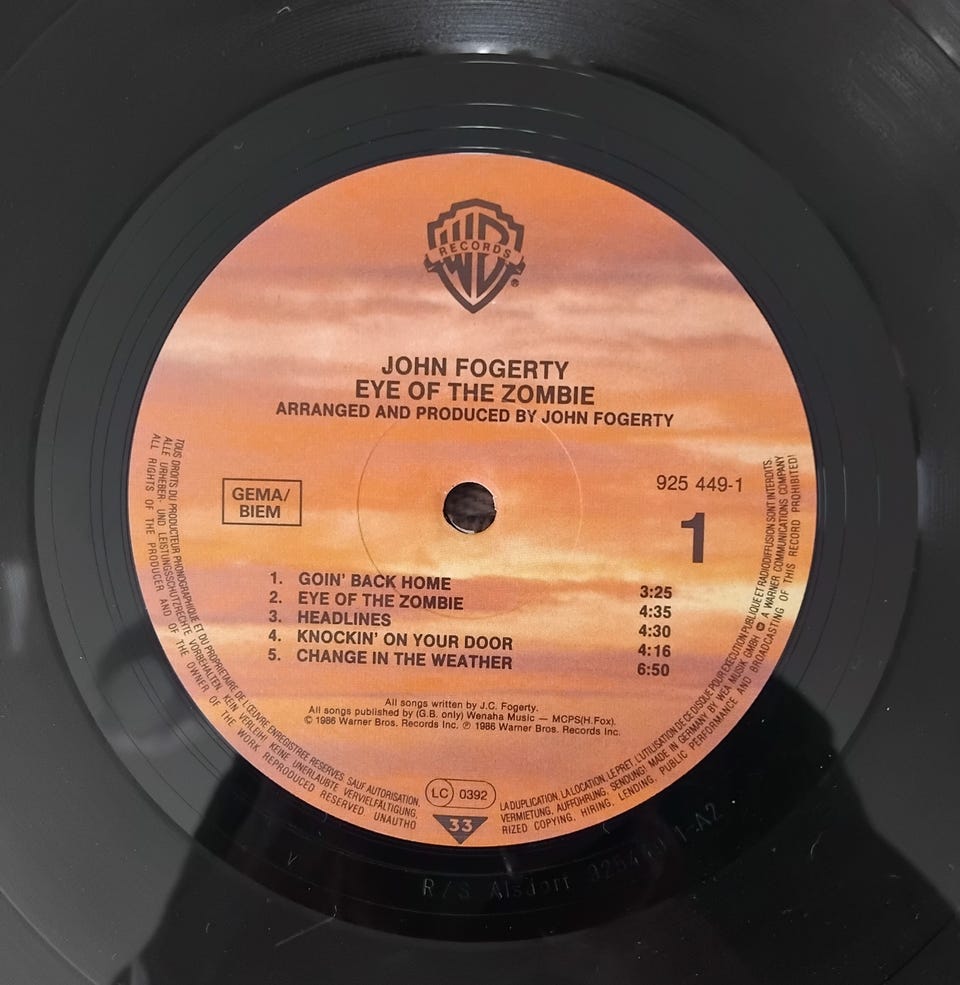 WB
RECORDS
®
JOHN FOGERTY
EYE OF THE ZOMBIE
ARRANGED AND PRODUCED BY JOHN FOGERTY
GEMA/
BIEM
925 449-1
1
1. GOIN' BACK HOME 3:25
2. EYE OF THE ZOMBIE 4:35
3. HEADLINES 4:30
4. KNOCKIN' ON YOUR DOOR 4:16
5. CHANGE IN THE WEATHER 6:50
All songs written by J.C. Fogerty.
All songs published by (G.B. only) Wenaha Music — MCPS(H.Fox).
© 1986 Warner Bros. Records Inc. ℗ 1986 Warner Bros. Records Inc.
LC 0392
33
TOUS DROITS DU PRODUCTEUR PHONOGRAPHIQUE ET DU PROPRIETAIRE DE L'ŒUVRE ENREGISTREE RESERVES SAUF AUTORISATION,
ALLE URHEBER- UND LEISTUNGSSCHUTZRECHTE VORBEHALTEN. KEIN VERLEIH! KEINE UNERLAUBTE VERVIELFÄLTIGUNG,
ALL RIGHTS OF THE PRODUCER AND OF THE OWNER OF THE WORK REPRODUCED RESERVED UNAUTHO
LA DUPLICATION, LA LOCATION, LE PRET, L'UTILISATION DE CE DISQUE POUR EXECUTION PUBLIQUE ET RADIODIFFUSION SONT INTERDITS.
VERMIETUNG, AUFFÜHRUNG, SENDUNG! MADE IN GERMANY BY WEA MUSIK GMBH A WARNER COMMUNICATIONS COMPANY
RIZED COPYING, HIRING, LENDING, PUBLIC PERFORMANCE AND BROADCASTING OF THIS RECORD PROHIBITED!
R/S Alsdorf 1-A2